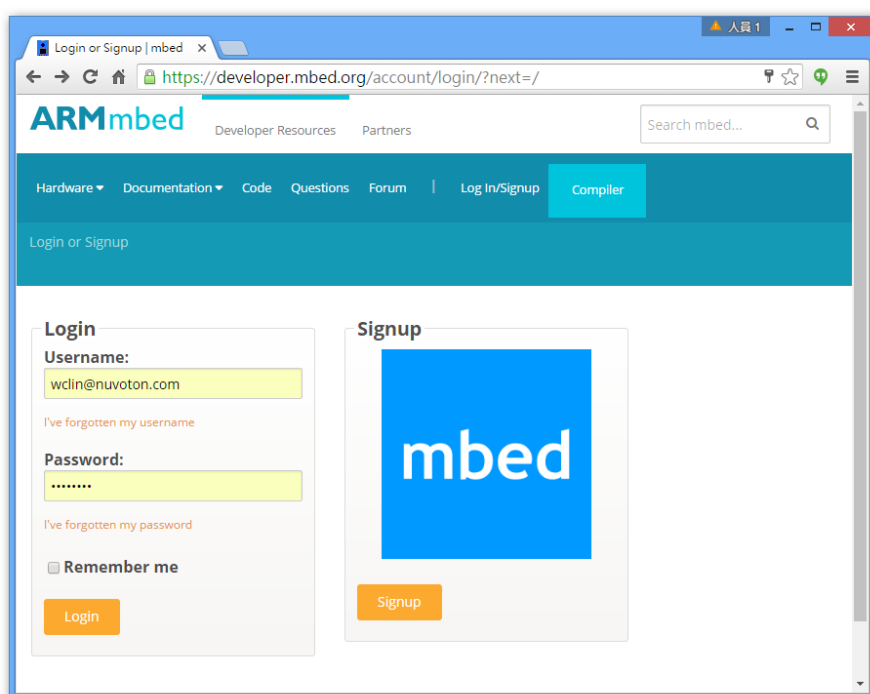 人員 1
Login or Signup | mbed
https://developer.mbed.org/account/login/?next=/
ARMmbed
Developer Resources
Partners
Search mbed...
Hardware Documentation Code Questions Forum | Log In/Signup Compiler
Login or Signup
Login
Username:
wclin@nuvoton.com
I've forgotten my username
Password:
••••••••
I've forgotten my password
Remember me
Login
Signup
mbed
Signup